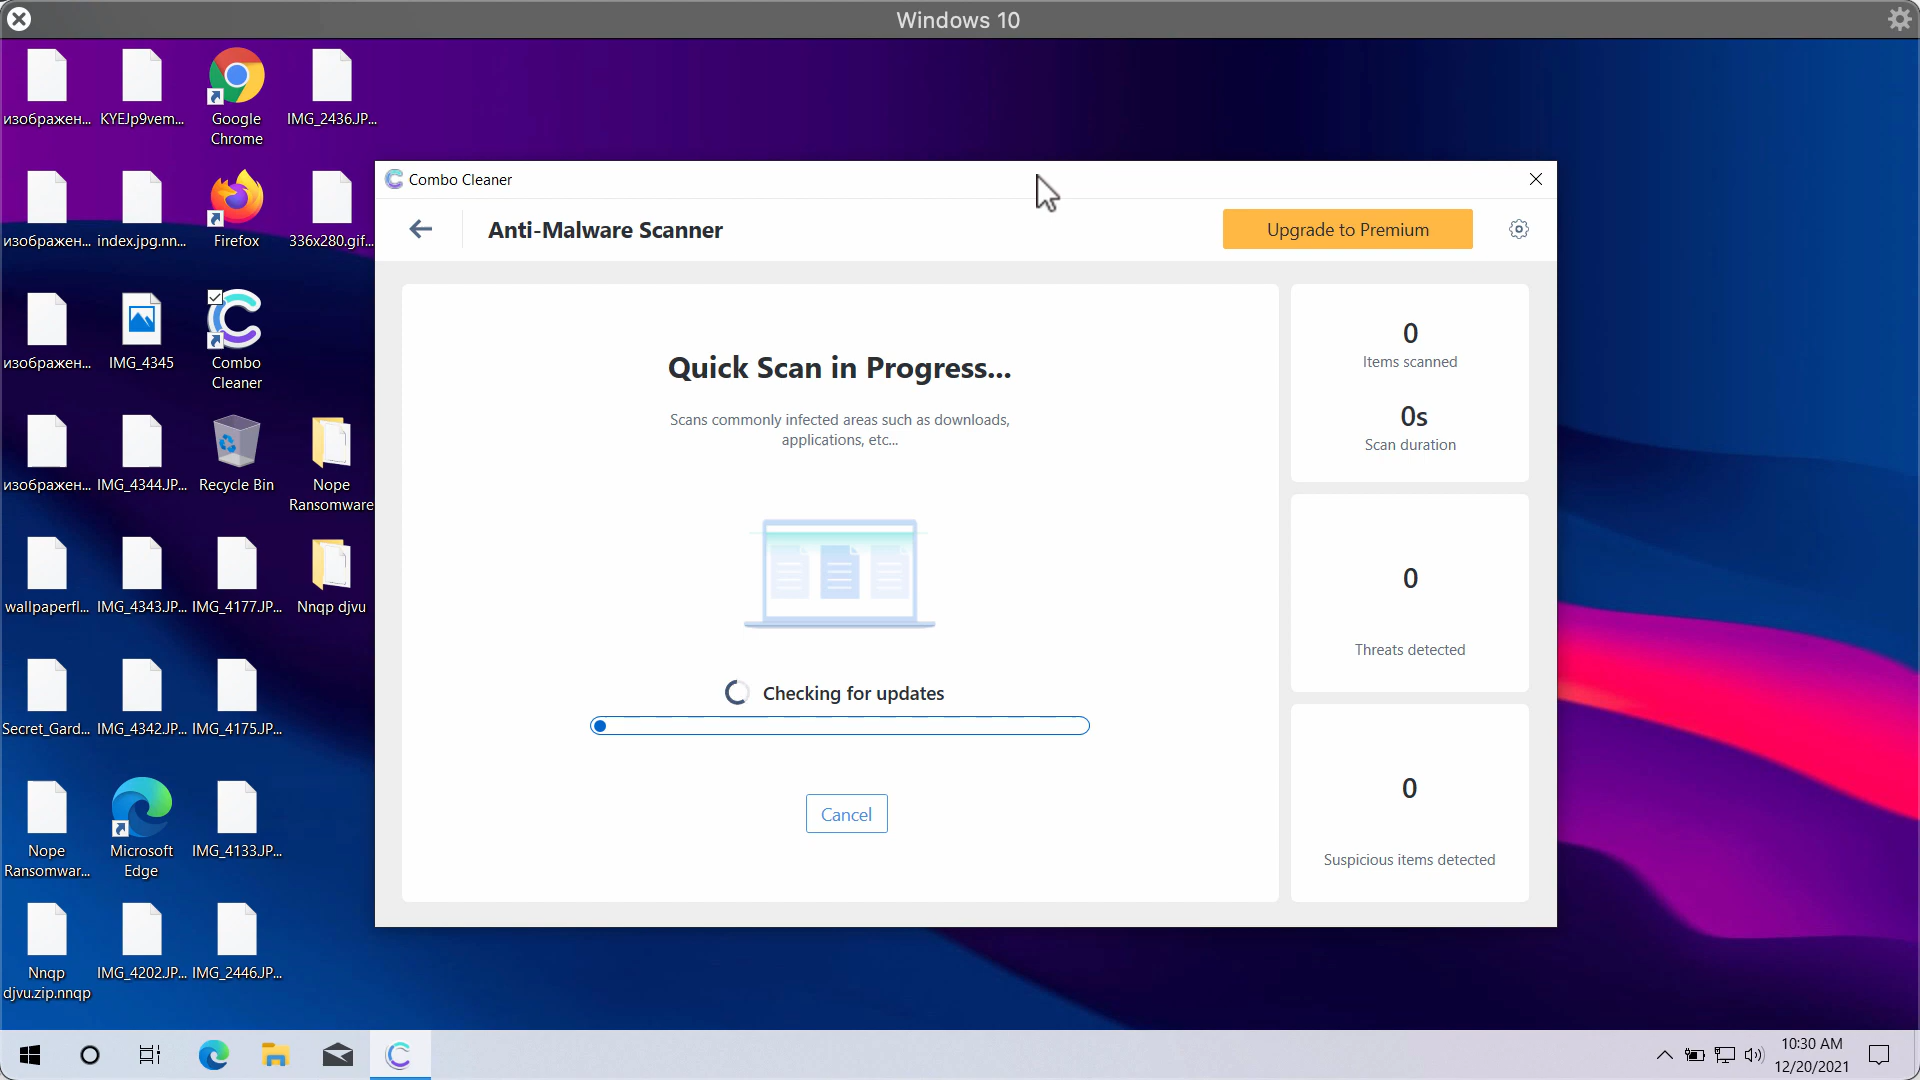 Windows 10
изображен...
KYEJp9vem...
Google
Chrome
IMG_2436.JP...
изображен...
index.jpg.nn...
Firefox
336x280.gif...
изображен...
IMG_4345
Combo
Cleaner
изображен...
IMG_4344.JP...
Recycle Bin
Nope
Ransomware
wallpaperfl...
IMG_4343.JP...
IMG_4177.JP...
Nnqp djvu
Secret_Gard...
IMG_4342.JP...
IMG_4175.JP...
Nope
Ransomwar...
Microsoft
Edge
IMG_4133.JP...
Nnqp
djvu.zip.nnqp
IMG_4202.JP...
IMG_2446.JP...
Combo Cleaner
Anti-Malware Scanner
Upgrade to Premium
Quick Scan in Progress...
Scans commonly infected areas such as downloads,
applications, etc...
Checking for updates
Cancel
0
Items scanned
0s
Scan duration
0
Threats detected
0
Suspicious items detected
10:30 AM
12/20/2021